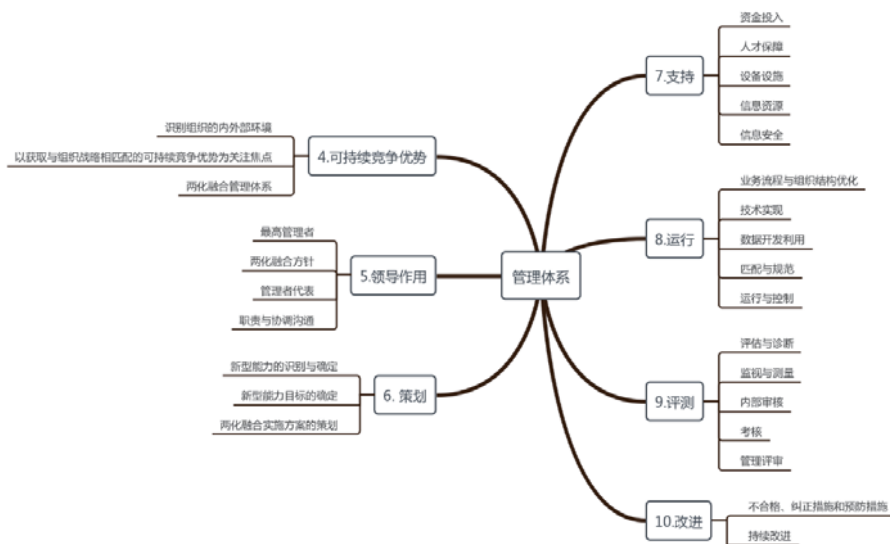 管理体系
4.可持续竞争优势
识别组织的内外部环境
以获取与组织战略相匹配的可持续竞争优势为关注焦点
两化融合管理体系
5.领导作用
最高管理者
两化融合方针
管理者代表
职责与协调沟通
6. 策划
新型能力的识别与确定
新型能力目标的确定
两化融合实施方案的策划
7.支持
资金投入
人才保障
设备设施
信息资源
信息安全
8.运行
业务流程与组织结构优化
技术实现
数据开发利用
匹配与规范
运行与控制
9.评测
评估与诊断
监视与测量
内部审核
考核
管理评审
10.改进
不合格、纠正措施和预防措施
持续改进